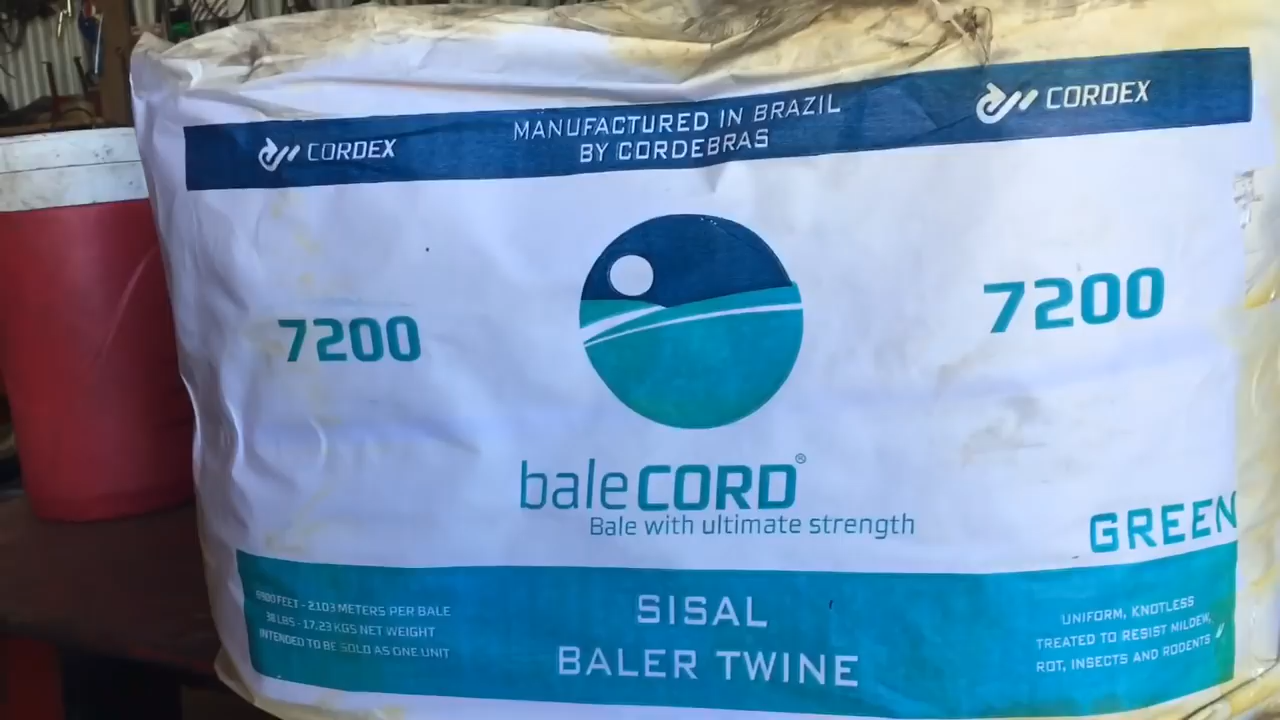 CORDEX
MANUFACTURED IN BRAZIL
BY CORDEBRAS
CORDEX
7200
7200
baleCORD®
Bale with ultimate strength
GREEN
6900 FEET - 2103 METERS PER BALE
38 LBS - 17.23 KGS NET WEIGHT
INTENDED TO BE SOLD AS ONE UNIT
SISAL
BALER TWINE
UNIFORM, KNOTLESS
TREATED TO RESIST MILDEW,
ROT, INSECTS AND RODENTS